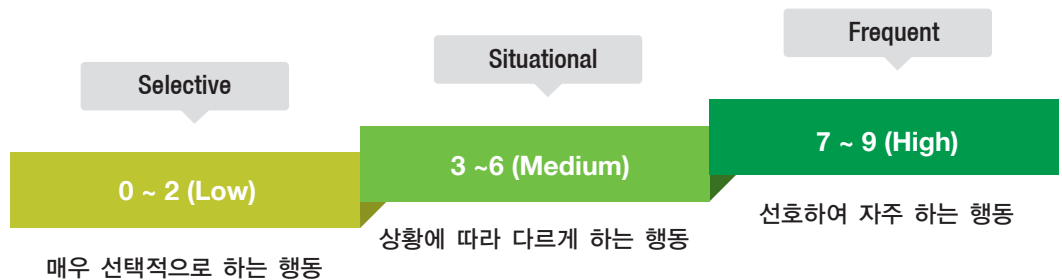 Selective
0 ~ 2 (Low)
매우 선택적으로 하는 행동
Situational
3 ~6 (Medium)
상황에 따라 다르게 하는 행동
Frequent
7 ~ 9 (High)
선호하여 자주 하는 행동